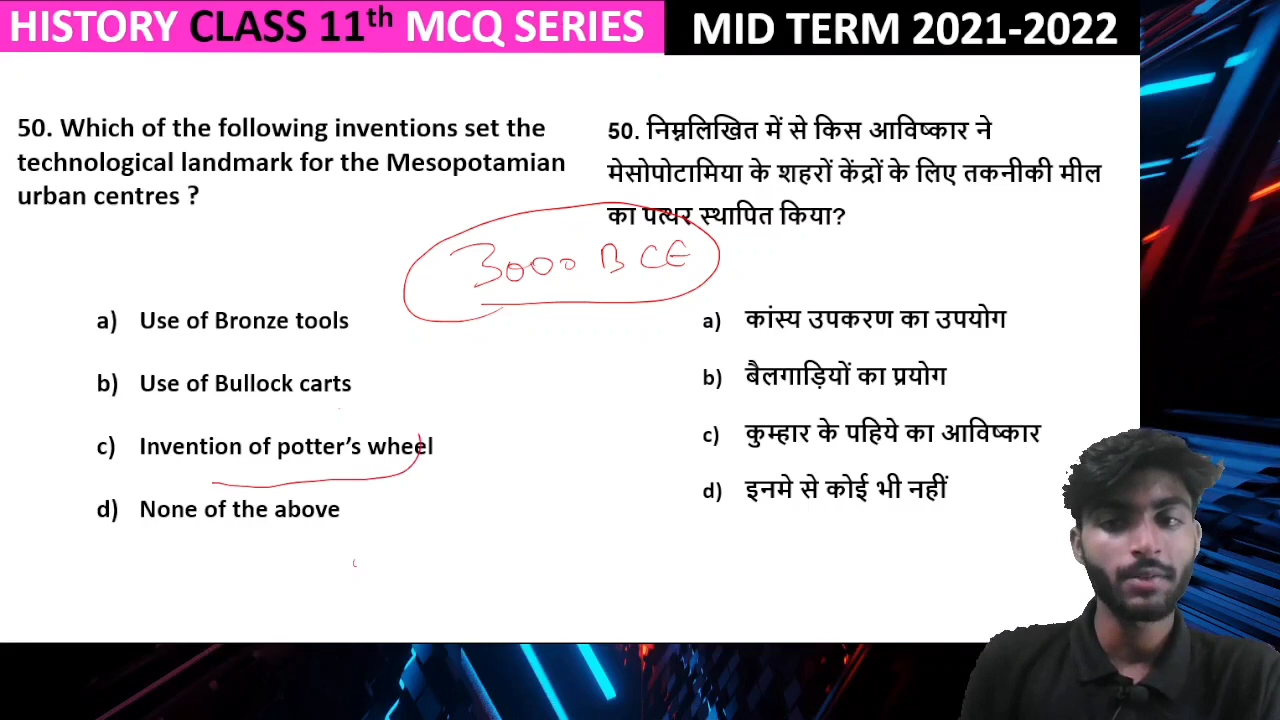 HISTORY CLASS 11th MCQ SERIES
MID TERM 2021-2022
50. Which of the following inventions set the
technological landmark for the Mesopotamian
urban centres ?
3000 BCE
a) Use of Bronze tools
b) Use of Bullock carts
c) Invention of potter's wheel
d) None of the above
50. निम्नलिखित में से किस आविष्कार ने
मेसोपोटामिया के शहरों केंद्रों के लिए तकनीकी मील
का पत्थर स्थापित किया?
a) कांस्य उपकरण का उपयोग
b) बैलगाड़ियों का प्रयोग
c) कुम्हार के पहिये का आविष्कार
d) इनमे से कोई भी नहीं